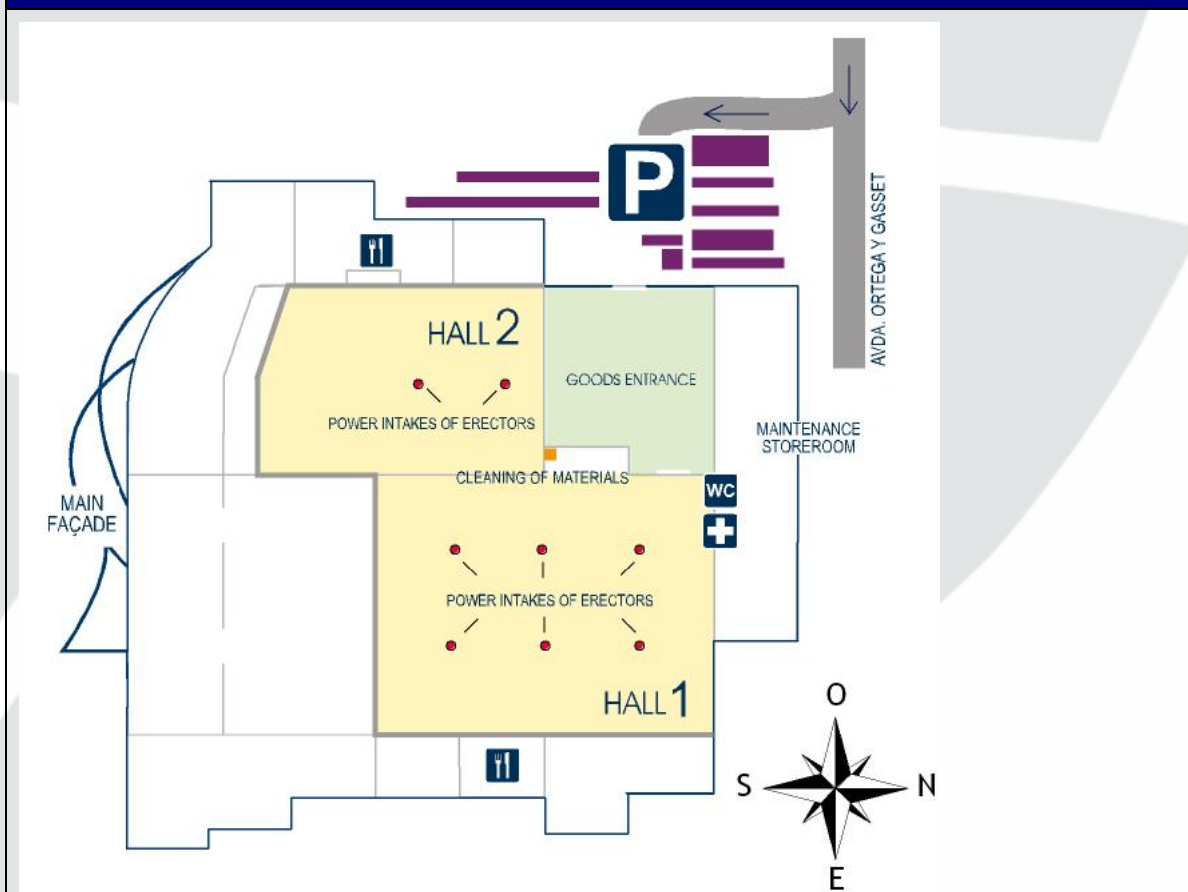 P
AVDA. ORTEGA Y GASSET
HALL 2
GOODS ENTRANCE
POWER INTAKES OF ERECTORS
MAINTENANCE
STOREROOM
CLEANING OF MATERIALS
WC
MAIN
FAÇADE
POWER INTAKES OF ERECTORS
HALL 1
O
S
N
E